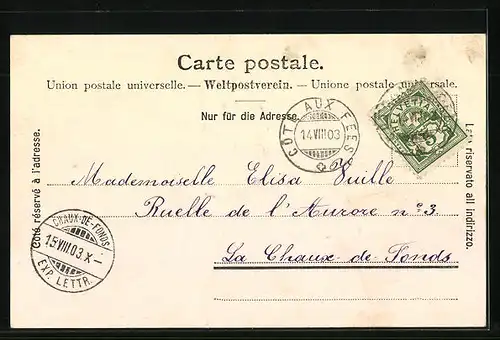 Carte postale.
Union postale universelle. — Weltpostverein. — Unione postale universale.
Nur für die Adresse.
CÔTE AUX FÉES
14 VIII 03
HELVETIA
Côté réservé à l'adresse.
Lato riservato all indirizzo.
Mademoiselle Elisa Vuille
Ruelle de l'Aurore no 3.
La Chaux de Fonds
CHAUX-DE-FONDS
15 VIII 03. X-
EXP. LETTR.